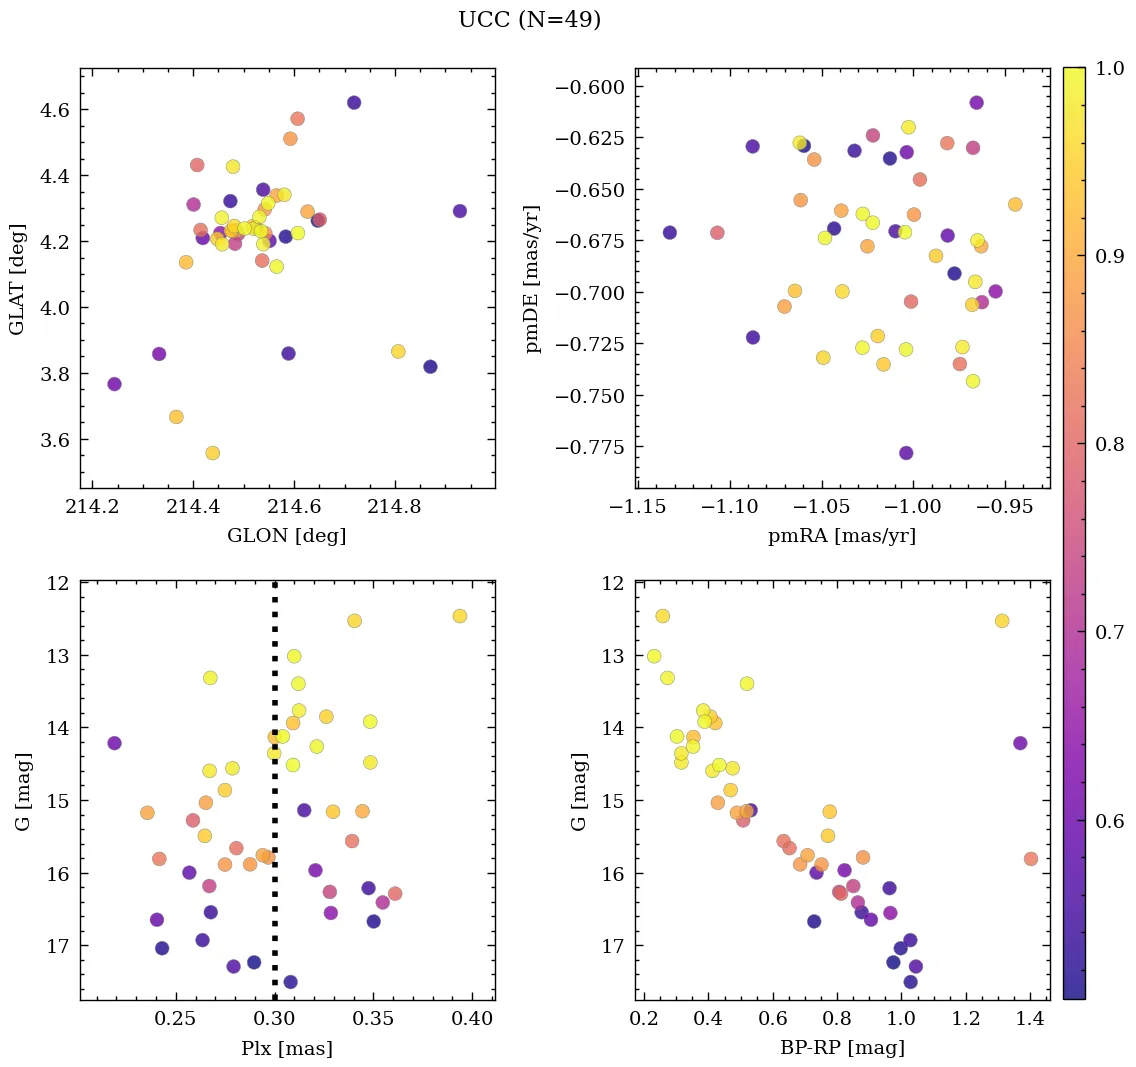 UCC (N=49)
4.6
4.4
4.2
4.0
3.8
3.6
GLAT [deg]
214.2 214.4 214.6 214.8
GLON [deg]
−0.600
−0.625
−0.650
−0.675
−0.700
−0.725
−0.750
−0.775
pmDE [mas/yr]
−1.15 −1.10 −1.05 −1.00 −0.95
pmRA [mas/yr]
1.0
0.9
0.8
0.7
0.6
12
13
14
15
16
17
G [mag]
0.25 0.30 0.35 0.40
Plx [mas]
12
13
14
15
16
17
G [mag]
0.2 0.4 0.6 0.8 1.0 1.2 1.4
BP-RP [mag]